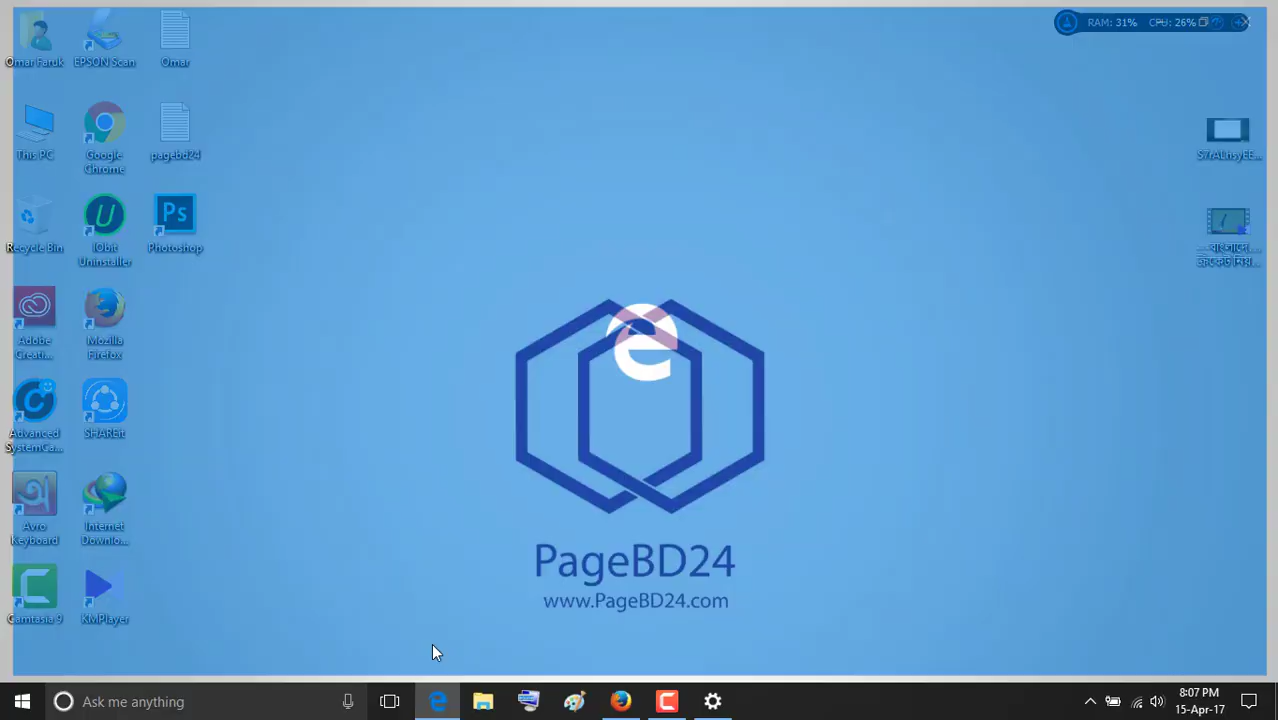 RAM: 31% CPU: 26%
Omar Faruk
EPSON Scan
Omar
This PC
Google
Chrome
pagebd24
S7rALnsyEE...
Recycle Bin
IObit
Uninstaller
Ps
Photoshop
Adobe
Creati...
Mozilla
Firefox
Advanced
SystemCa...
SHAREit
Avro
Keyboard
Internet
Downlo...
Camtasia 9
KMPlayer
PageBD24
www.PageBD24.com
Ask me anything
8:07 PM
15-Apr-17